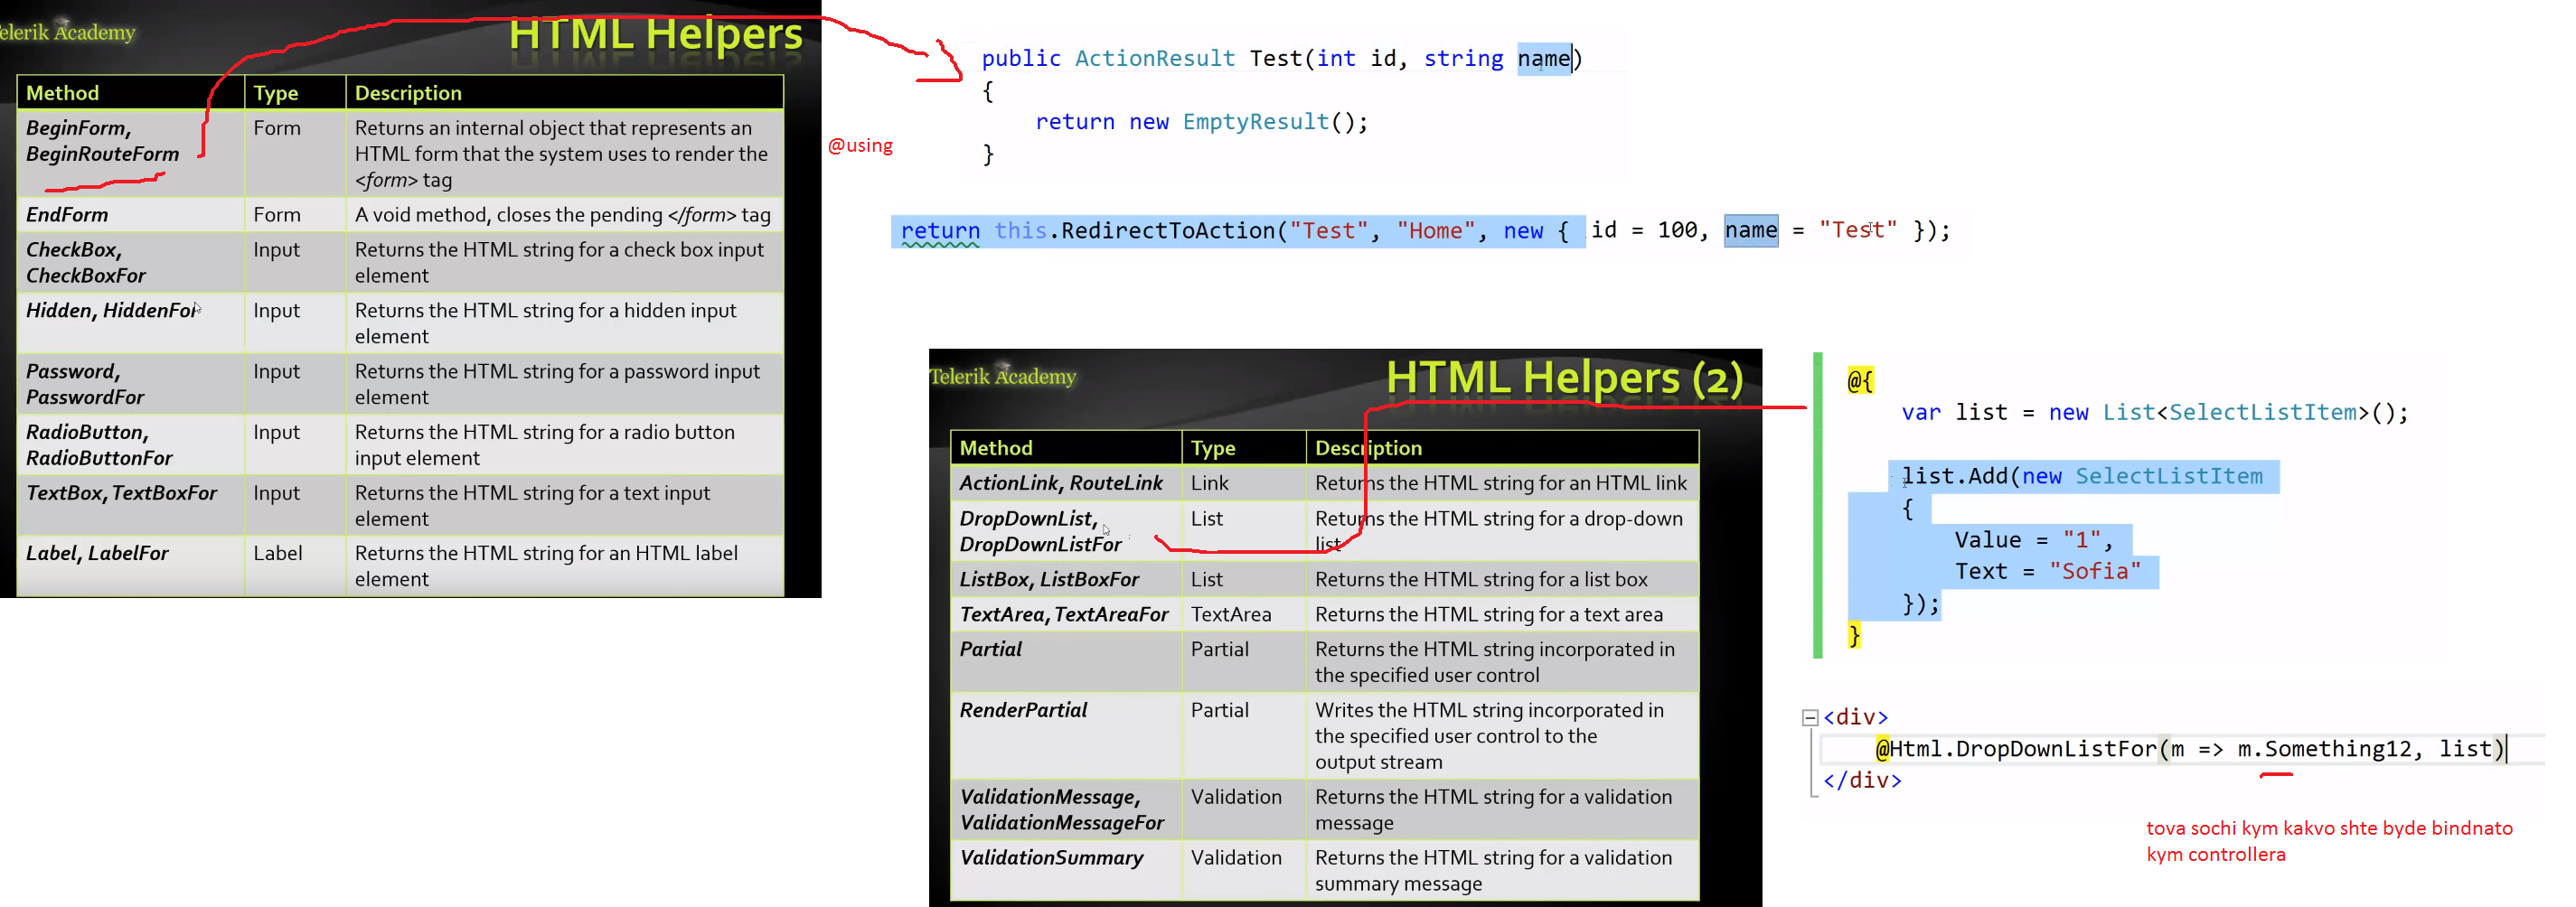 elerik Academy
HTML Helpers
Method Type Description
BeginForm, Form Returns an internal object that represents an
BeginRouteForm HTML form that the system uses to render the
<form> tag
EndForm Form A void method, closes the pending </form> tag
CheckBox, Input Returns the HTML string for a check box input
CheckBoxFor element
Hidden, HiddenFor Input Returns the HTML string for a hidden input
element
Password, Input Returns the HTML string for a password input
PasswordFor element
RadioButton, Input Returns the HTML string for a radio button
RadioButtonFor input element
TextBox, TextBoxFor Input Returns the HTML string for a text input
element
Label, LabelFor Label Returns the HTML string for an HTML label
element
@using
public ActionResult Test(int id, string name)
{
return new EmptyResult();
}
return this.RedirectToAction("Test", "Home", new { id = 100, name = "Test" });
Telerik Academy
HTML Helpers (2)
Method Type Description
ActionLink, RouteLink Link Returns the HTML string for an HTML link
DropDownList, List Returns the HTML string for a drop-down
DropDownListFor list
ListBox, ListBoxFor List Returns the HTML string for a list box
TextArea, TextAreaFor TextArea Returns the HTML string for a text area
Partial Partial Returns the HTML string incorporated in
the specified user control
RenderPartial Partial Writes the HTML string incorporated in
the specified user control to the
output stream
ValidationMessage, Validation Returns the HTML string for a validation
ValidationMessageFor message
ValidationSummary Validation Returns the HTML string for a validation
summary message
@{
var list = new List<SelectListItem>();
list.Add(new SelectListItem
{
Value = "1",
Text = "Sofia"
});
}
<div>
@Html.DropDownListFor(m => m.Something12, list)
</div>
tova sochi kym kakvo shte byde bindnato
kym controllera